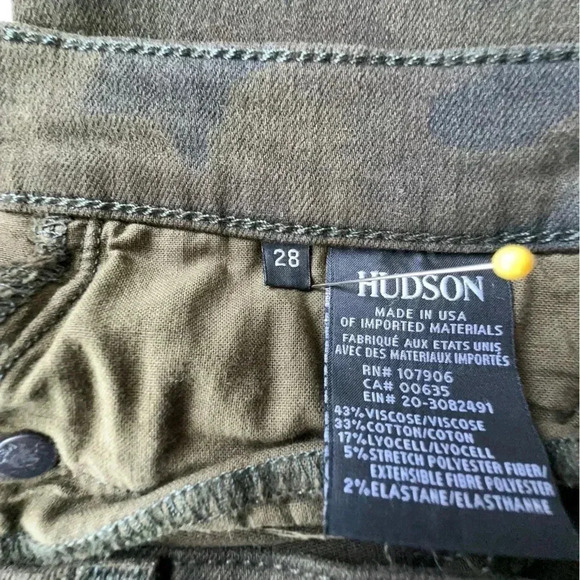 28
HUDSON
MADE IN USA
OF IMPORTED MATERIALS
FABRIQUÉ AUX ETATS UNIS
AVEC DES MATERIAUX IMPORTÉS
RN# 107906
CA# 00635
EIN# 20-3082491
43%VISCOSE/VISCOSE
33%COTTON/COTON
17%LYOCELL/LYOCELL
5%STRETCH POLYESTER FIBER/
EXTENSIBLE FIBRE POLYESTER
2%ELASTANE/ELASTHANNE